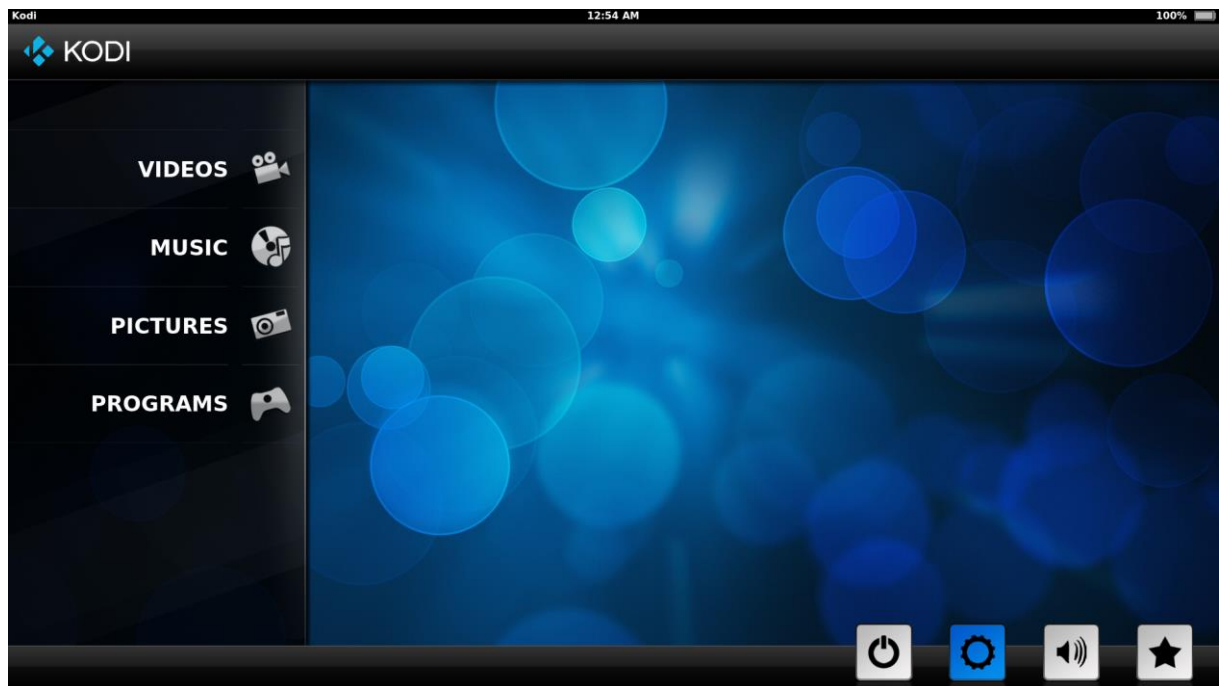 Kodi 12:54 AM 100%
KODI
VIDEOS
MUSIC
PICTURES
PROGRAMS